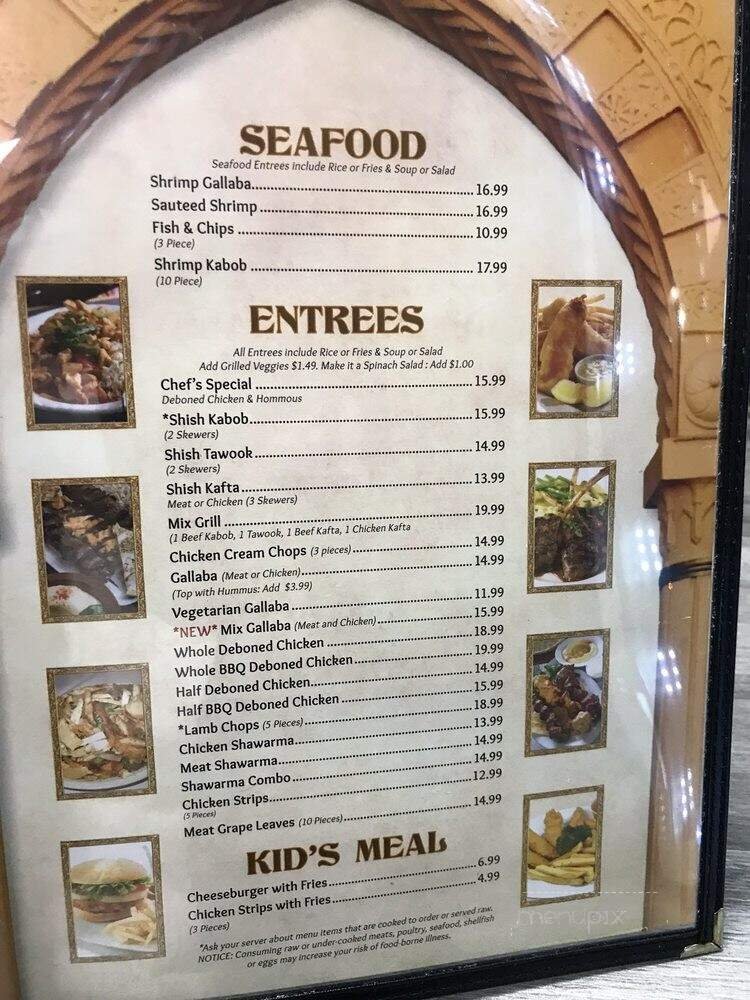 SEAFOOD
Seafood Entrees include Rice or Fries & Soup or Salad
Shrimp Gallaba 16.99
Sauteed Shrimp 16.99
Fish & Chips 10.99
(3 Piece)
Shrimp Kabob 17.99
(10 Piece)
ENTREES
All Entrees include Rice or Fries & Soup or Salad
Add Grilled Veggies $1.49. Make it a Spinach Salad : Add $1.00
Chef's Special 15.99
Deboned Chicken & Hommous
*Shish Kabob 15.99
(2 Skewers)
Shish Tawook 14.99
(2 Skewers)
Shish Kafta 13.99
Meat or Chicken (3 Skewers)
Mix Grill 19.99
(1 Beef Kabob, 1 Tawook, 1 Beef Kafta, 1 Chicken Kafta
Chicken Cream Chops (3 pieces) 14.99
Gallaba (Meat or Chicken) 14.99
(Top with Hummus: Add $3.99)
Vegetarian Gallaba 11.99
*NEW* Mix Gallaba (Meat and Chicken) 15.99
Whole Deboned Chicken 18.99
Whole BBQ Deboned Chicken 19.99
Half Deboned Chicken 14.99
Half BBQ Deboned Chicken 15.99
*Lamb Chops (5 Pieces) 18.99
Chicken Shawarma 13.99
Meat Shawarma 14.99
Shawarma Combo 14.99
Chicken Strips 12.99
(5 Pieces)
Meat Grape Leaves (10 Pieces) 14.99
KID'S MEAL
Cheeseburger with Fries 6.99
Chicken Strips with Fries 4.99
(3 Pieces)
*Ask your server about menu items that are cooked to order or served raw.
NOTICE: Consuming raw or under-cooked meats, poultry, seafood, shellfish
or eggs may increase your risk of food-borne illness.
menupix